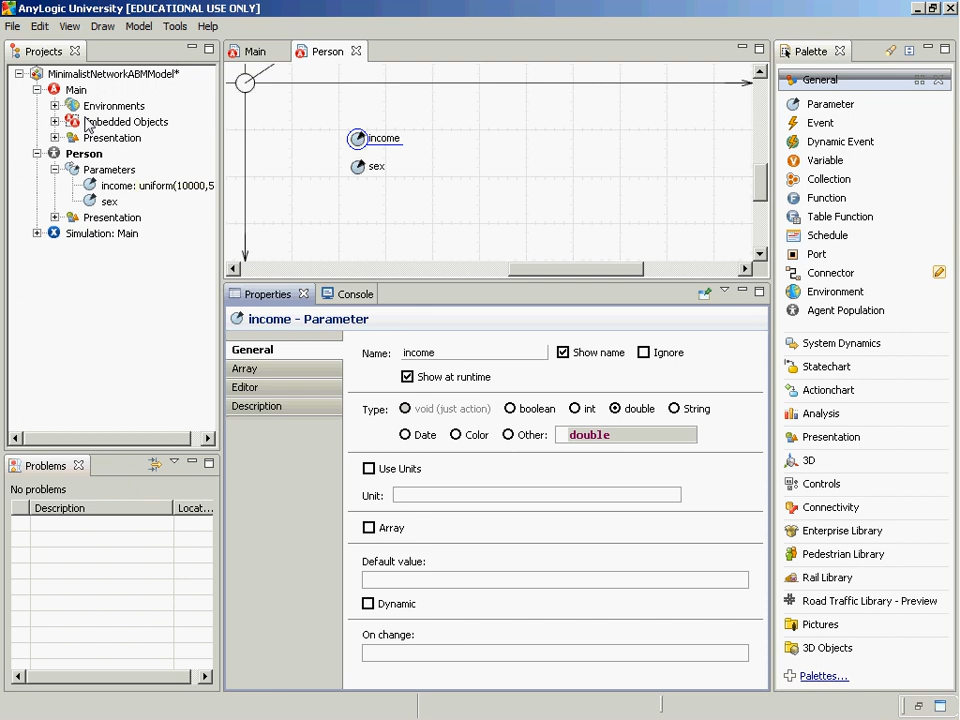 AnyLogic University [EDUCATIONAL USE ONLY]
File Edit View Draw Model Tools Help
Projects
MinimalistNetworkABMModel*
Main
Environments
Embedded Objects
Presentation
Person
Parameters
income: uniform(10000,5
sex
Presentation
Simulation: Main
Problems
No problems
Description Locat...
Main Person
income
sex
Properties Console
income - Parameter
General
Array
Editor
Description
Name: income Show name Ignore
Show at runtime
Type: void (just action) boolean int double String
Date Color Other: double
Use Units
Unit:
Array
Default value:
Dynamic
On change:
Palette
General
Parameter
Event
Dynamic Event
Variable
Collection
Function
Table Function
Schedule
Port
Connector
Environment
Agent Population
System Dynamics
Statechart
Actionchart
Analysis
Presentation
3D
Controls
Connectivity
Enterprise Library
Pedestrian Library
Rail Library
Road Traffic Library - Preview
Pictures
3D Objects
Palettes...